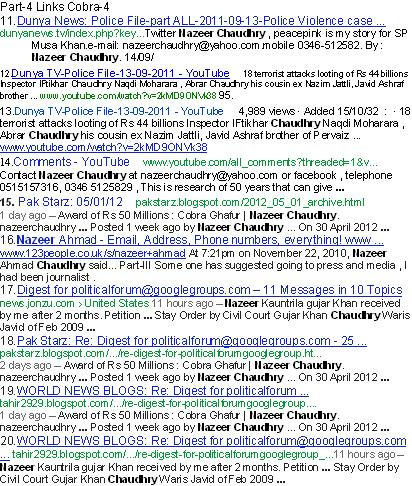 Part-4 Links Cobra-4
11.Dunya News: Police File-part ALL-2011-09-13-Police Violence case ...
dunyanews.tv/index.php?key...Twitter Nazeer Chaudhry , peacepink is my story for SP
Musa Khan.e-mail: nazeerchaudhry@yahoo.com.mobile 0346-512582. By:
Nazeer Chaudhry. 14.09/
12.Dunya TV-Police File-13-09-2011 - YouTube 18 terrorist attacks looting of Rs 44 billions
Inspector IFtikhar Chaudhry Naqdi Moharara , Abrar Chaudhry his cousin ex Nazim Jattli, Javid Ashraf
brother ... www.youtube.com/watch?v=2kMD9ONVk38 95.
13.Dunya TV-Police File-13-09-2011 - YouTube 4,989 views · Added 15/10/32 : · 18
terrorist attacks looting of Rs 44 billions Inspector IFtikhar Chaudhry Naqdi Moharara ,
Abrar Chaudhry his cousin ex Nazim Jattli, Javid Ashraf brother of Pervaiz ...
www.youtube.com/watch?v=2kMD9ONVk38
14.Comments - YouTube www.youtube.com/all_comments?threaded=1&v...
Contact Nazeer Chaudhry at nazeerchaudhry@yahoo.com or facebook , telephone
0515157316, 0346 5125829 , This is research of 50 years that can give ...
15. Pak Starz: 05/01/12 pakstarz.blogspot.com/2012_05_01_archive.html
1 day ago – Award of Rs 50 Millions : Cobra Ghafur | Nazeer Chaudhry.
nazeerchaudhry ... Posted 1 week ago by Nazeer Chaudhry ... On 30 April 2012 ...
16.Nazeer Ahmad - Email, Address, Phone numbers, everything! www ...
www.123people.co.uk/s/nazeer+ahmad At 7:21pm on November 22, 2010, Nazeer
Ahmad Chaudhry said... Part-III Some one has suggested going to press and media , I
had been journalist .
17.Digest for politicalforum@googlegroups.com – 11 Messages in 10 Topics
news.jonzu.com › United States 11 hours ago – Nazeer Kauntrila gujar Khan received
by me after 2 months. Petition ... Stay Order by Civil Court Gujar Khan Chaudhry Waris
Javid of Feb 2009 ...
18.Pak Starz: Re: Digest for politicalforum@googlegroups.com - 25 ...
pakstarz.blogspot.com/.../re-digest-for-politicalforumgooglegroup.ht...
2 days ago – Award of Rs 50 Millions : Cobra Ghafur | Nazeer Chaudhry.
nazeerchaudhry ... Posted 1 week ago by Nazeer Chaudhry ... On 30 April 2012 ...
19.WORLD NEWS BLOGS: Re: Digest for politicalforum ...
tahir2929.blogspot.com/.../re-digest-for-politicalforumgooglegroup....
1 day ago – Award of Rs 50 Millions : Cobra Ghafur | Nazeer Chaudhry.
nazeerchaudhry ... Posted 1 week ago by Nazeer Chaudhry ... On 30 April 2012 ...
20.WORLD NEWS BLOGS: Re: Digest for politicalforum@googlegroups.com
... tahir2929.blogspot.com/.../re-digest-for-politicalforumgooglegroup_...11 hours ago –
Nazeer Kauntrila gujar Khan received by me after 2 months. Petition ... Stay Order by
Civil Court Gujar Khan Chaudhry Waris Javid of Feb 2009 ...